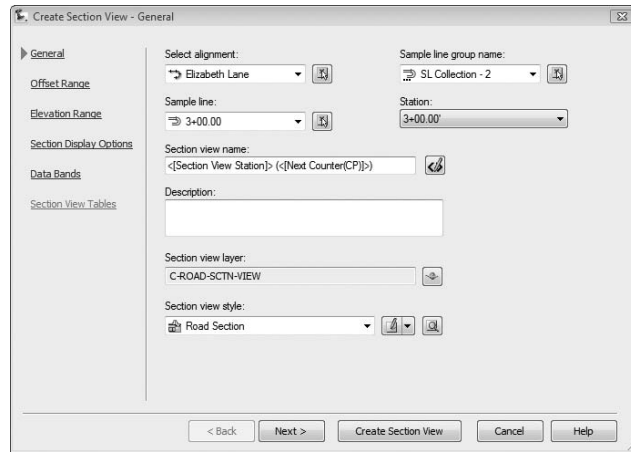 Create Section View - General
General
Offset Range
Elevation Range
Section Display Options
Data Bands
Section View Tables
Select alignment:
Elizabeth Lane
Sample line group name:
SL Collection - 2
Sample line:
3+00.00
Station:
3+00.00'
Section view name:
<[Section View Station]> (<[Next Counter(CP)]>)
Description:
Section view layer:
C-ROAD-SCTN-VIEW
Section view style:
Road Section
< Back
Next >
Create Section View
Cancel
Help